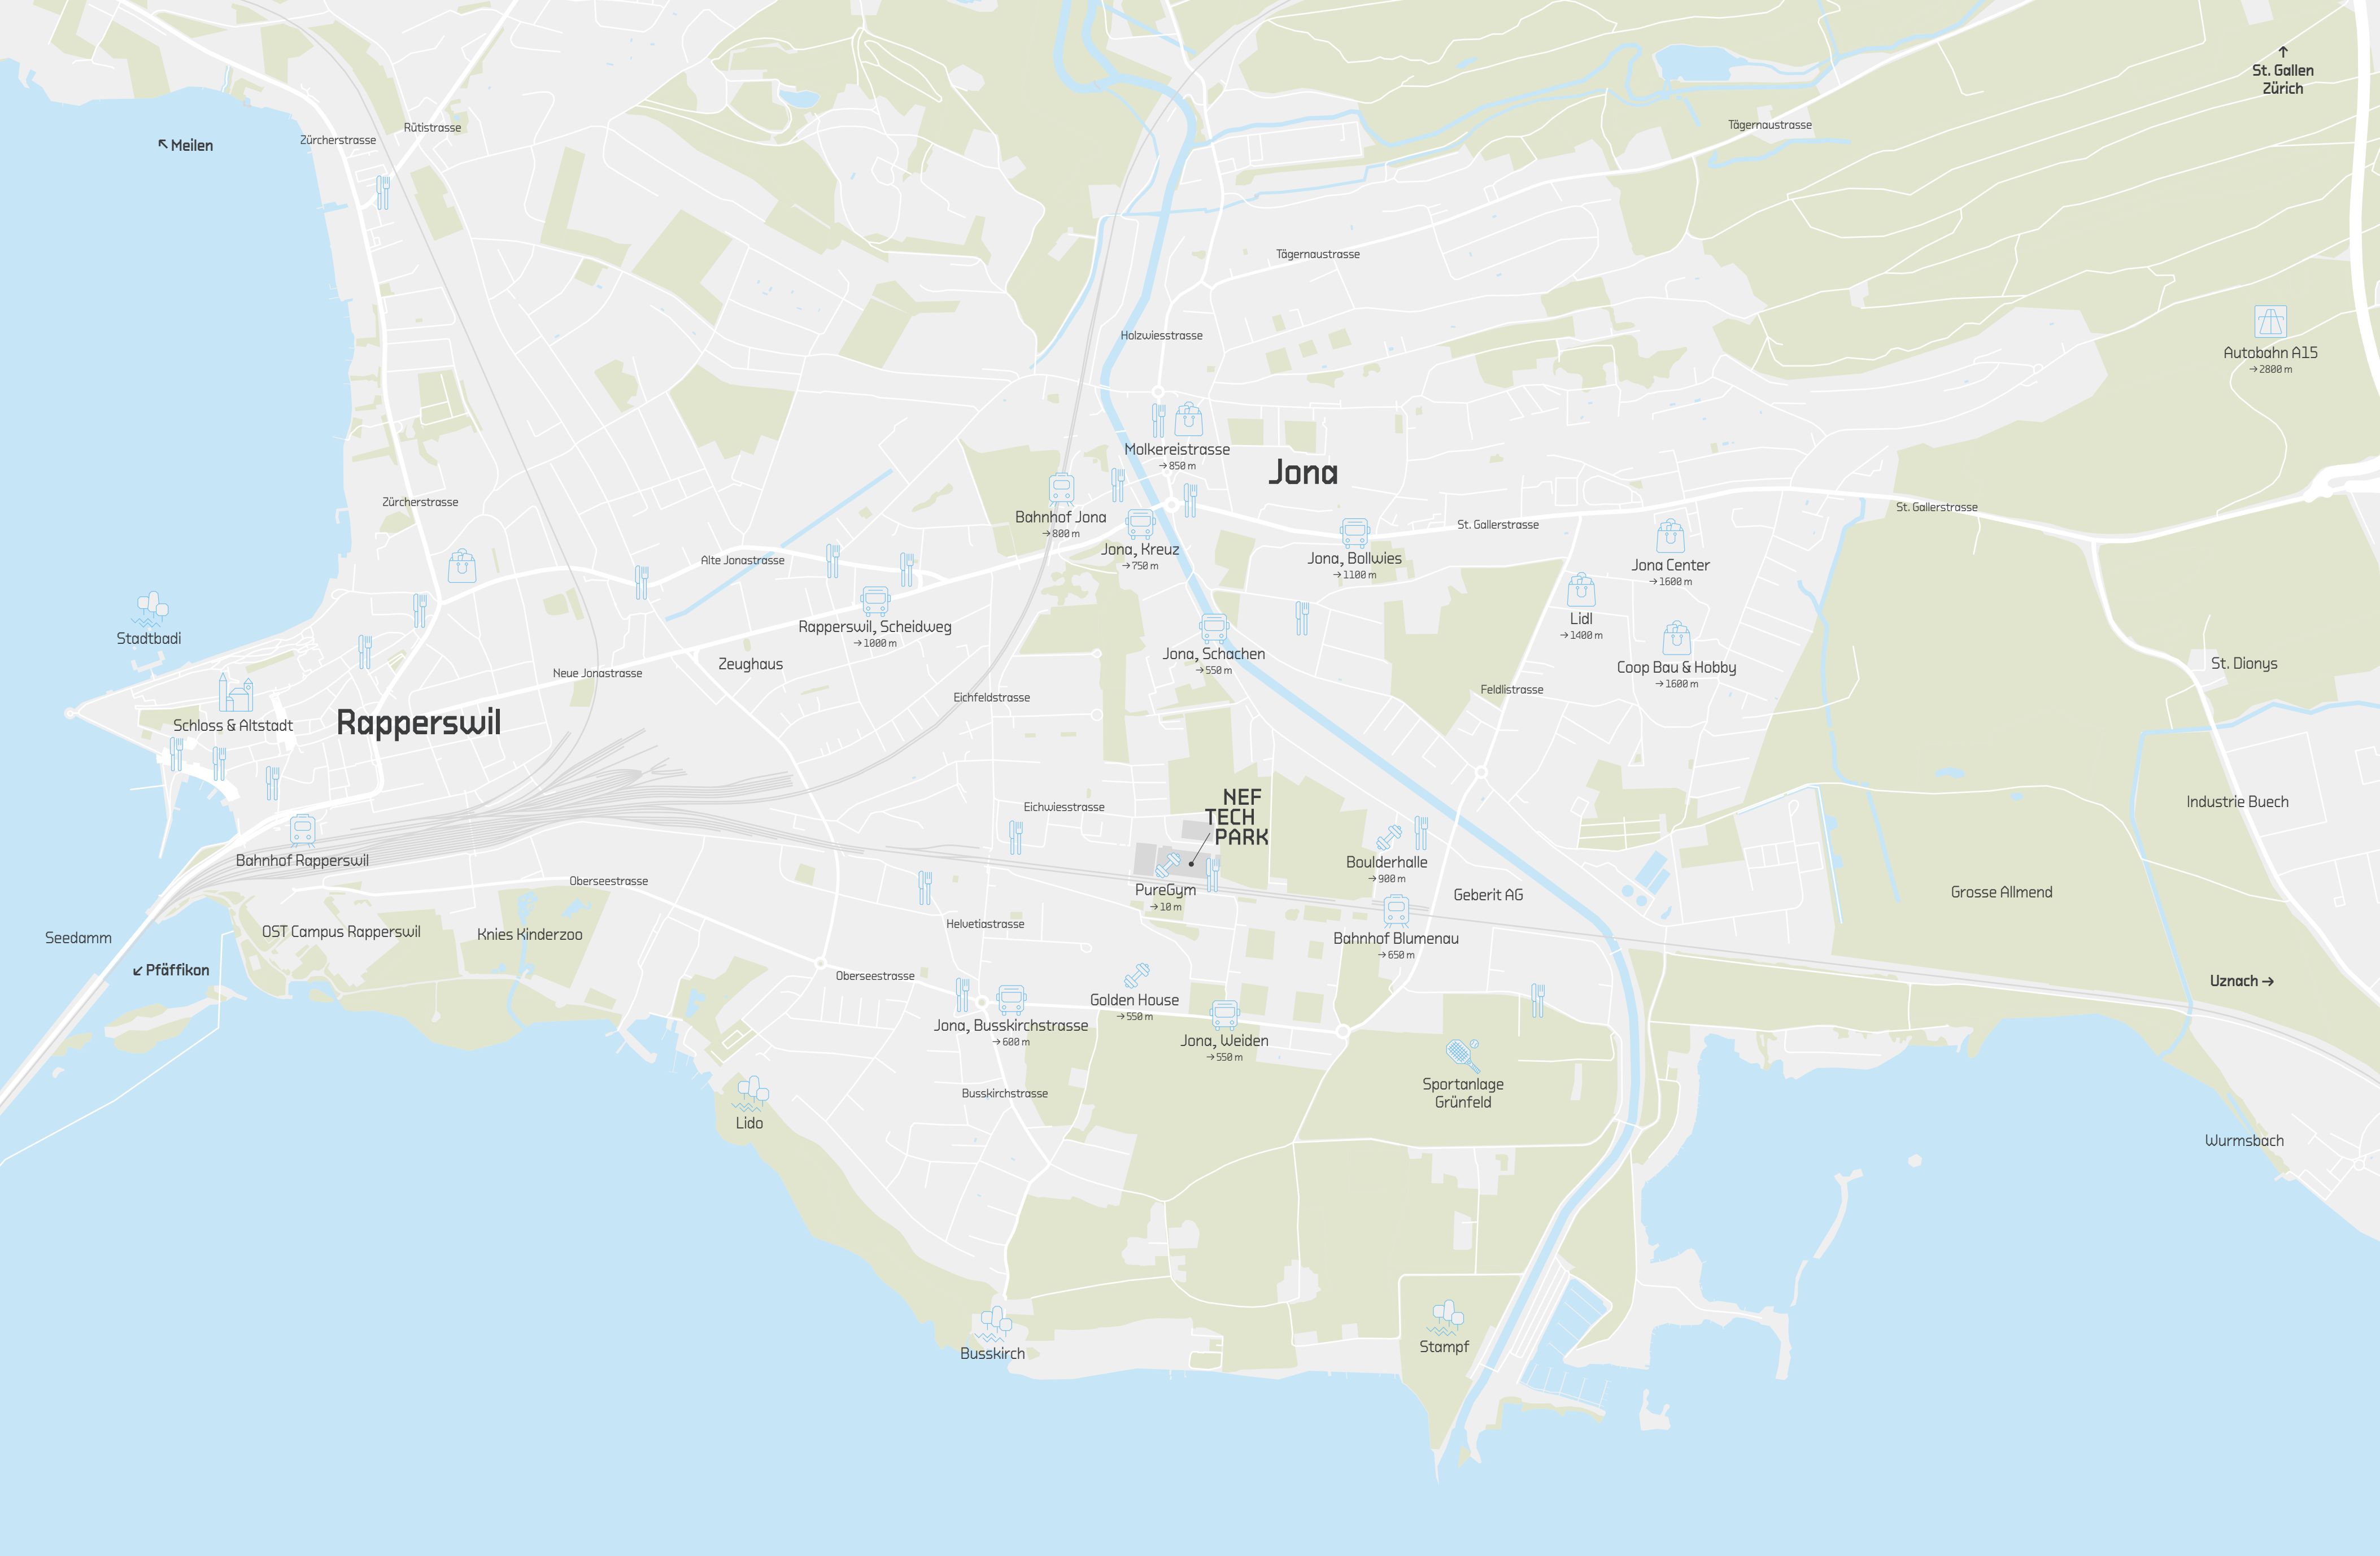 ↑
St. Gallen
Zürich
Tägernaustrasse
Rütistrasse
Zürcherstrasse
↖ Meilen
Tägernaustrasse
Holzwiesstrasse
Autobahn A15
→ 2800 m
Molkereistrasse
→ 850 m
Jona
Zürcherstrasse
St. Gallerstrasse
Bahnhof Jona
→ 800 m
St. Gallerstrasse
Jona, Kreuz
→ 750 m
Jona, Bollwies
→ 1100 m
Alte Jonastrasse
Jona Center
→ 1600 m
Lidl
→ 1400 m
Rapperswil, Scheidweg
→ 1000 m
Stadtbadi
Jona, Schachen
→ 550 m
Zeughaus
St. Dionys
Coop Bau & Hobby
→ 1600 m
Neue Jonastrasse
Feldlistrasse
Eichfeldstrasse
Schloss & Altstadt
Rapperswil
NEF
TECH
PARK
Industrie Buech
Eichwiesstrasse
Bahnhof Rapperswil
Boulderhalle
→ 900 m
Oberseestrasse
PureGym
→ 10 m
Geberit AG
Grosse Allmend
Helvetiastrasse
OST Campus Rapperswil
Knies Kinderzoo
Seedamm
Bahnhof Blumenau
→ 650 m
↙ Pfäffikon
Oberseestrasse
Uznach →
Golden House
→ 550 m
Jona, Busskirchstrasse
→ 600 m
Jona, Weiden
→ 550 m
Sportanlage
Grünfeld
Busskirchstrasse
Lido
Wurmsbach
Stampf
Busskirch